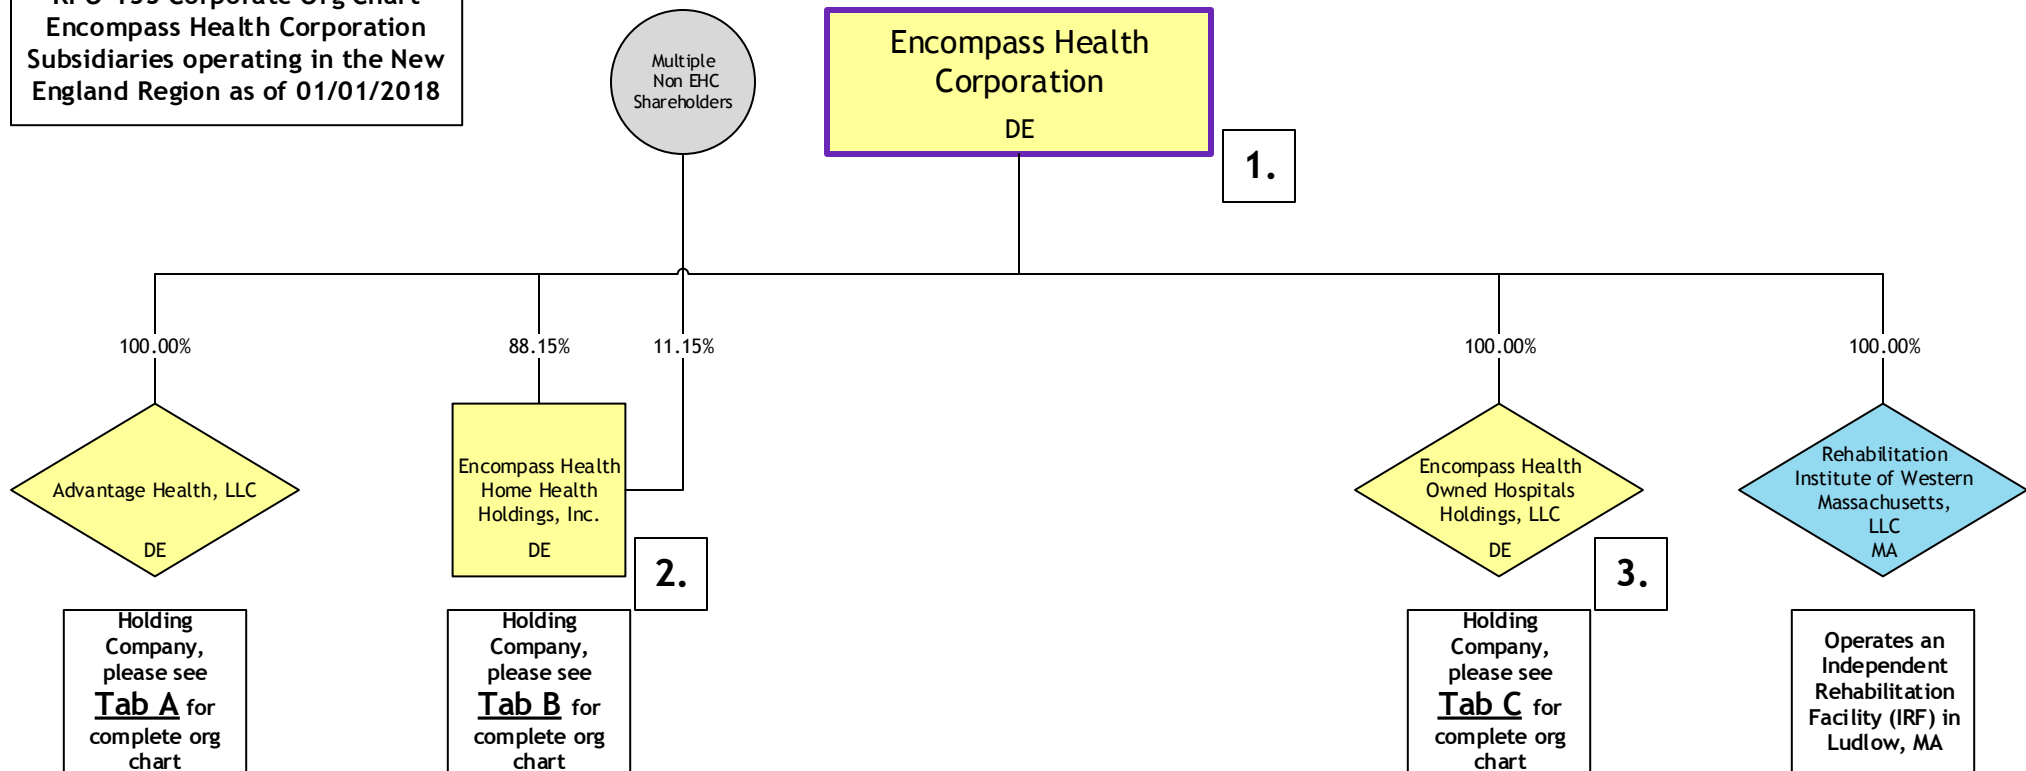 Corporate Org Chart
Encompass Health Corporation
Subsidiaries operating in the New
England Region as of 01/01/2018
Multiple
Non EHC
Shareholders
Encompass Health
Corporation
DE
1.
100.00%
88.15%
11.15%
100.00%
100.00%
Advantage Health, LLC
DE
Encompass Health
Home Health
Holdings, Inc.
DE
2.
Encompass Health
Owned Hospitals
Holdings, LLC
DE
3.
Rehabilitation
Institute of Western
Massachusetts,
LLC
MA
Holding
Company,
please see
Tab A for
complete org
chart
Holding
Company,
please see
Tab B for
complete org
chart
Holding
Company,
please see
Tab C for
complete org
chart
Operates an
Independent
Rehabilitation
Facility (IRF) in
Ludlow, MA